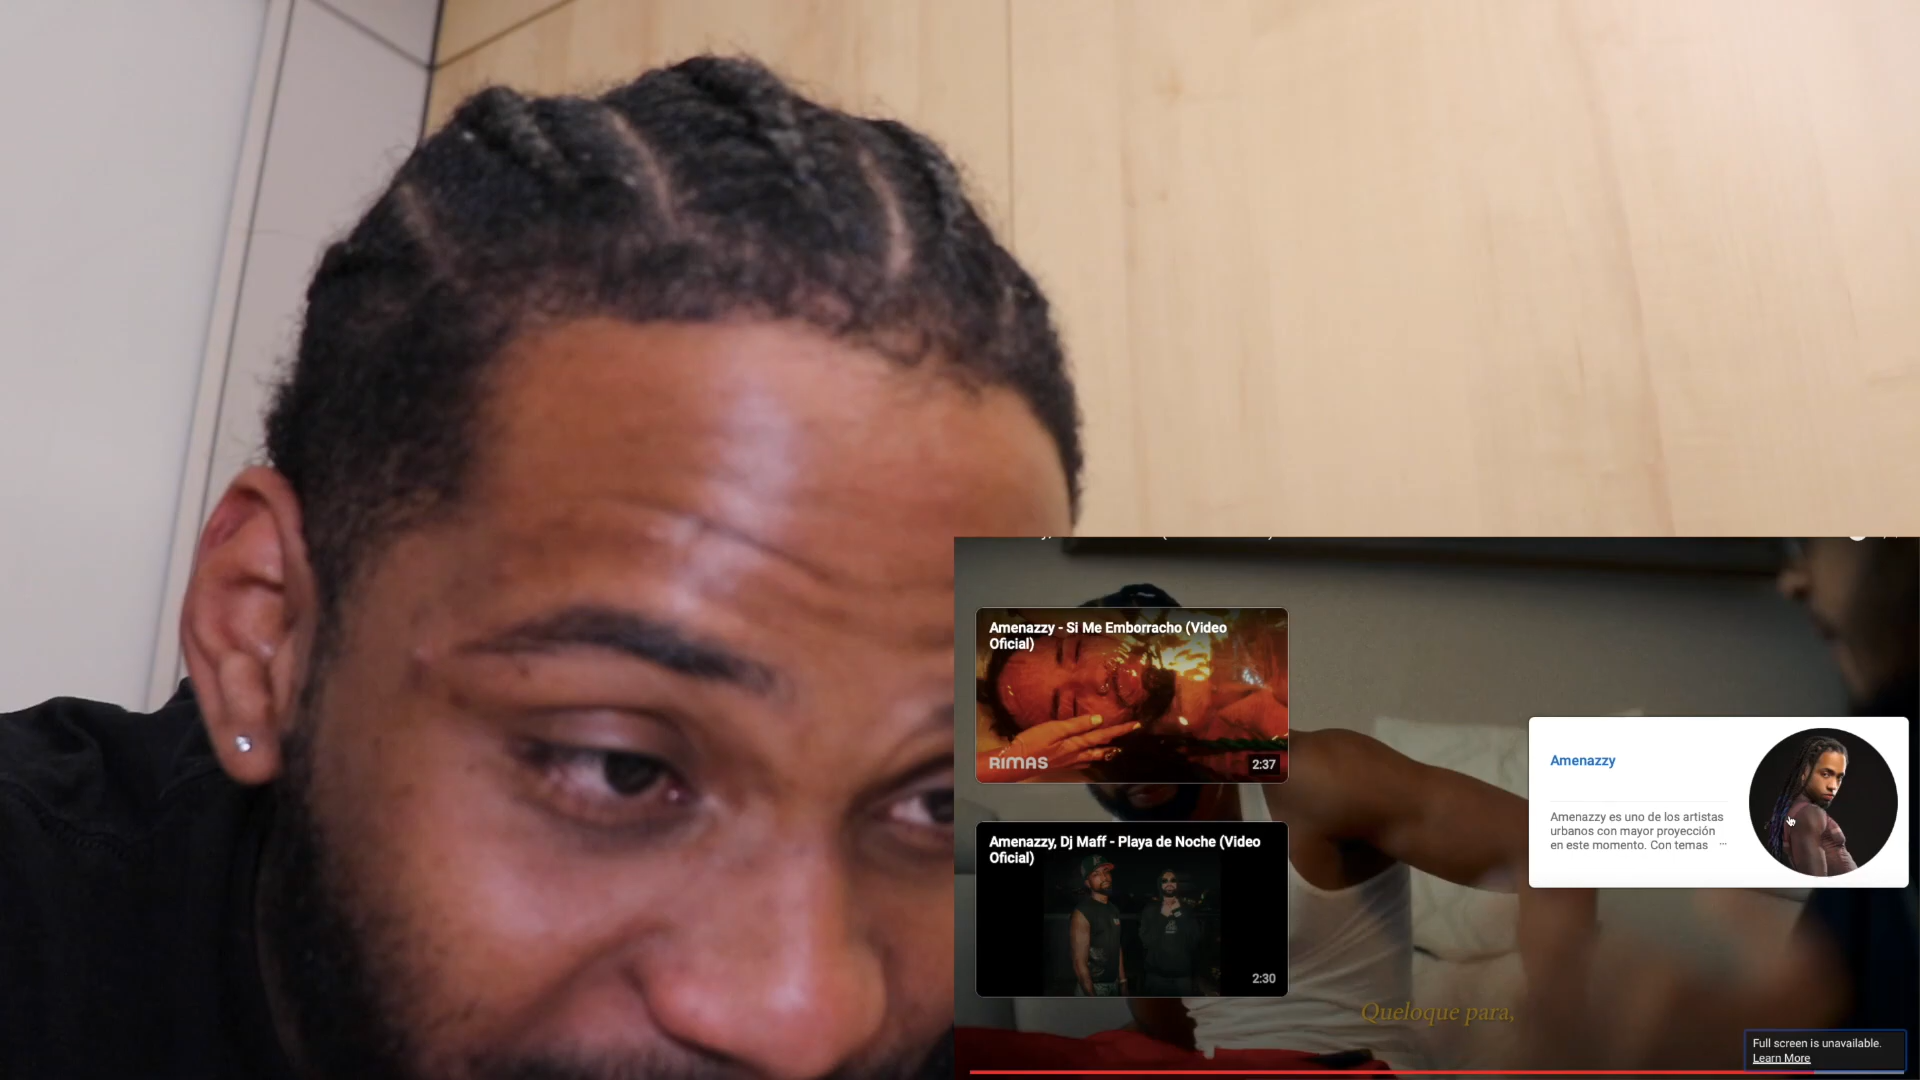 Amenazzy - Si Me Emborracho (Video
Oficial)
RIMAS
2:37
Amenazzy, Dj Maff - Playa de Noche (Video
Oficial)
2:30
Amenazzy
Amenazzy es uno de los artistas
urbanos con mayor proyección
en este momento. Con temas ...
Queloque para,
Full screen is unavailable.
Learn More